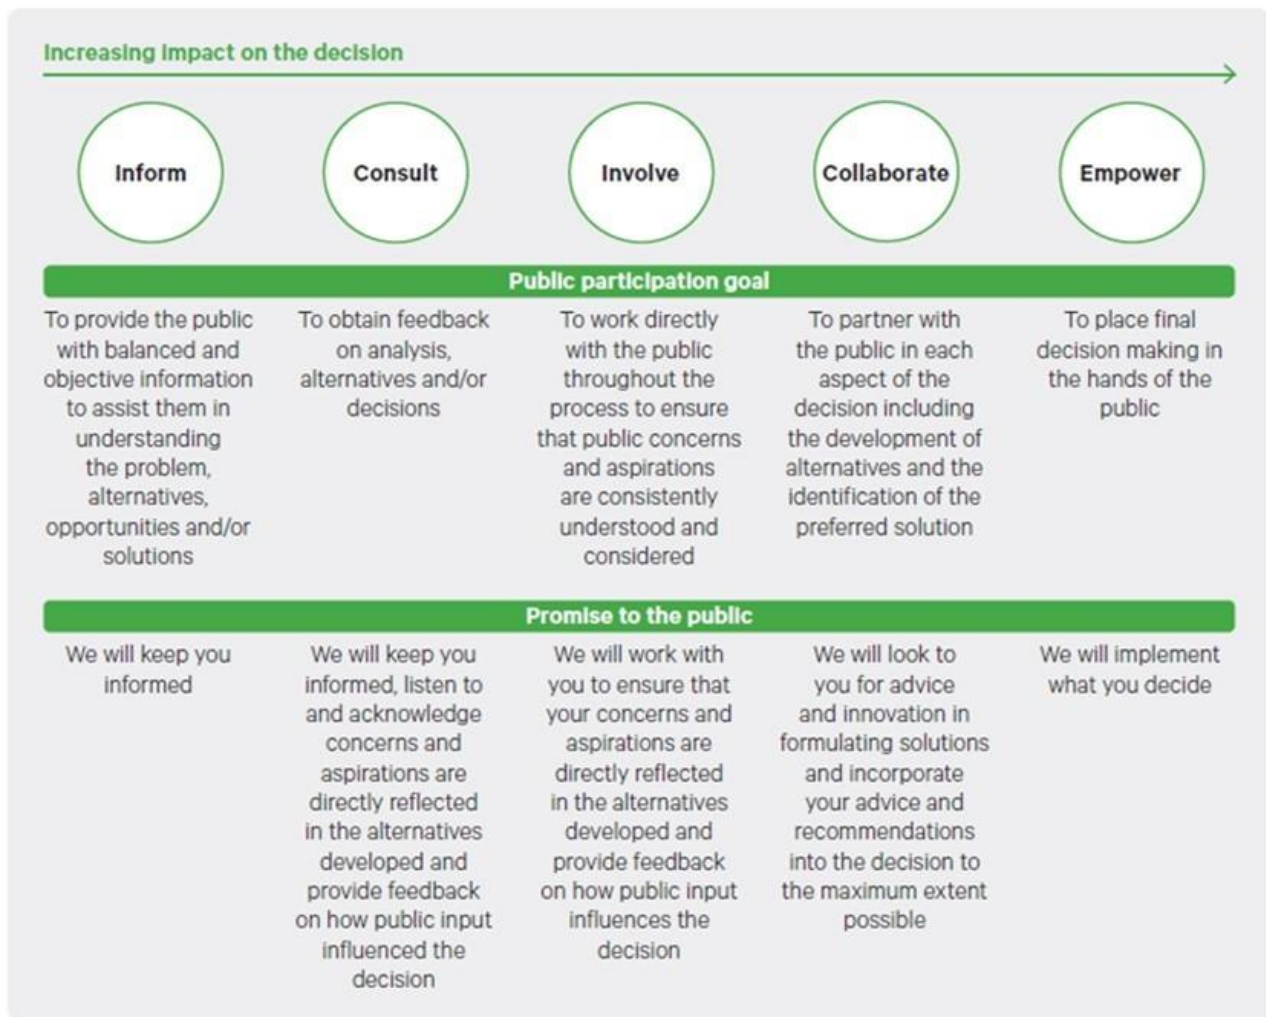 Increasing impact on the decision
Inform
Consult
Involve
Collaborate
Empower
Public participation goal
To provide the public
with balanced and
objective information
to assist them in
understanding
the problem,
alternatives,
opportunities and/or
solutions
To obtain feedback
on analysis,
alternatives and/or
decisions
To work directly
with the public
throughout the
process to ensure
that public concerns
and aspirations
are consistently
understood and
considered
To partner with
the public in each
aspect of the
decision including
the development of
alternatives and the
identification of the
preferred solution
To place final
decision making in
the hands of the
public
Promise to the public
We will keep you
informed
We will keep you
informed, listen to
and acknowledge
concerns and
aspirations are
directly reflected
in the alternatives
developed and
provide feedback
on how public input
influenced the
decision
We will work with
you to ensure that
your concerns and
aspirations are
directly reflected
in the alternatives
developed and
provide feedback
on how public input
influences the
decision
We will look to
you for advice
and innovation in
formulating solutions
and incorporate
your advice and
recommendations
into the decision to
the maximum extent
possible
We will implement
what you decide